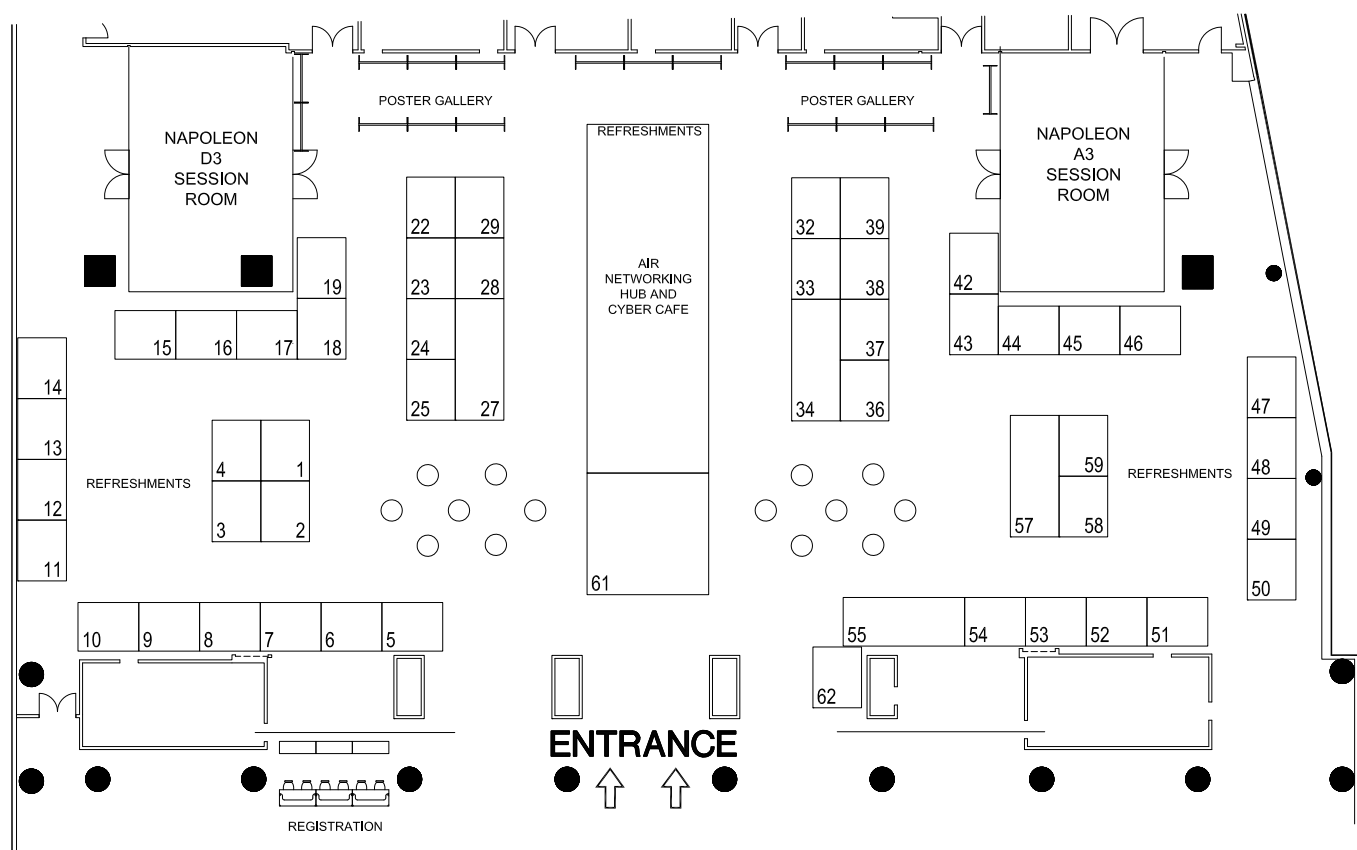 POSTER GALLERY
POSTER GALLERY
REFRESHMENTS
NAPOLEON
D3
SESSION
ROOM
NAPOLEON
A3
SESSION
ROOM
22
29
32
39
19
23
28
AIR
NETWORKING
HUB AND
CYBER CAFE
33
38
42
15
16
17
18
24
37
43
44
45
46
14
25
27
34
36
47
13
4
1
59
48
REFRESHMENTS
REFRESHMENTS
12
3
2
57
58
49
11
61
50
10
9
8
7
6
5
55
54
53
52
51
62
ENTRANCE
REGISTRATION